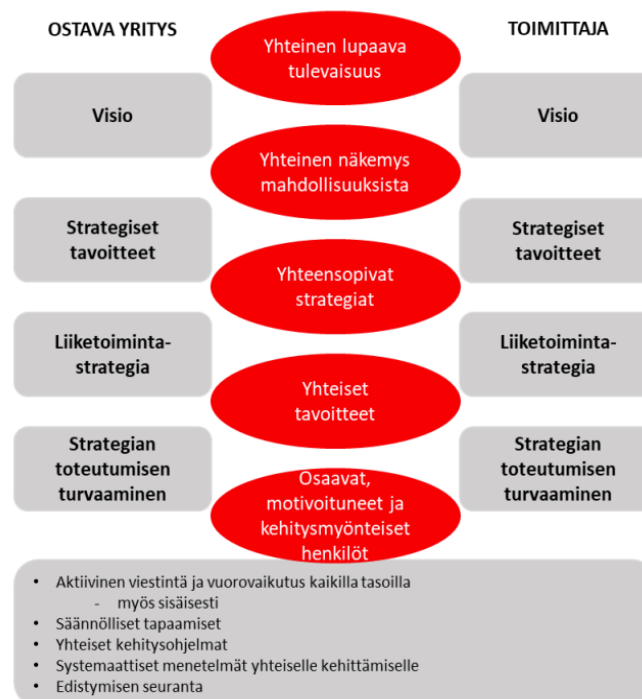 OSTAVA YRITYS
TOIMITTAJA
Yhteinen lupaava
tulevaisuus
Visio
Visio
Yhteinen näkemys
mahdollisuuksista
Strategiset
tavoitteet
Strategiset
tavoitteet
Yhteensopivat
strategiat
Liiketoiminta-
strategia
Liiketoiminta-
strategia
Yhteiset
tavoitteet
Strategian
toteutumisen
turvaaminen
Strategian
toteutumisen
turvaaminen
Osaavat,
motivoituneet ja
kehitysmyönteiset
henkilöt
• Aktiivinen viestintä ja vuorovaikutus kaikilla tasoilla
- myös sisäisesti
• Säännölliset tapaamiset
• Yhteiset kehitysohjelmat
• Systemaattiset menetelmät yhteiselle kehittämiselle
• Edistymisen seuranta